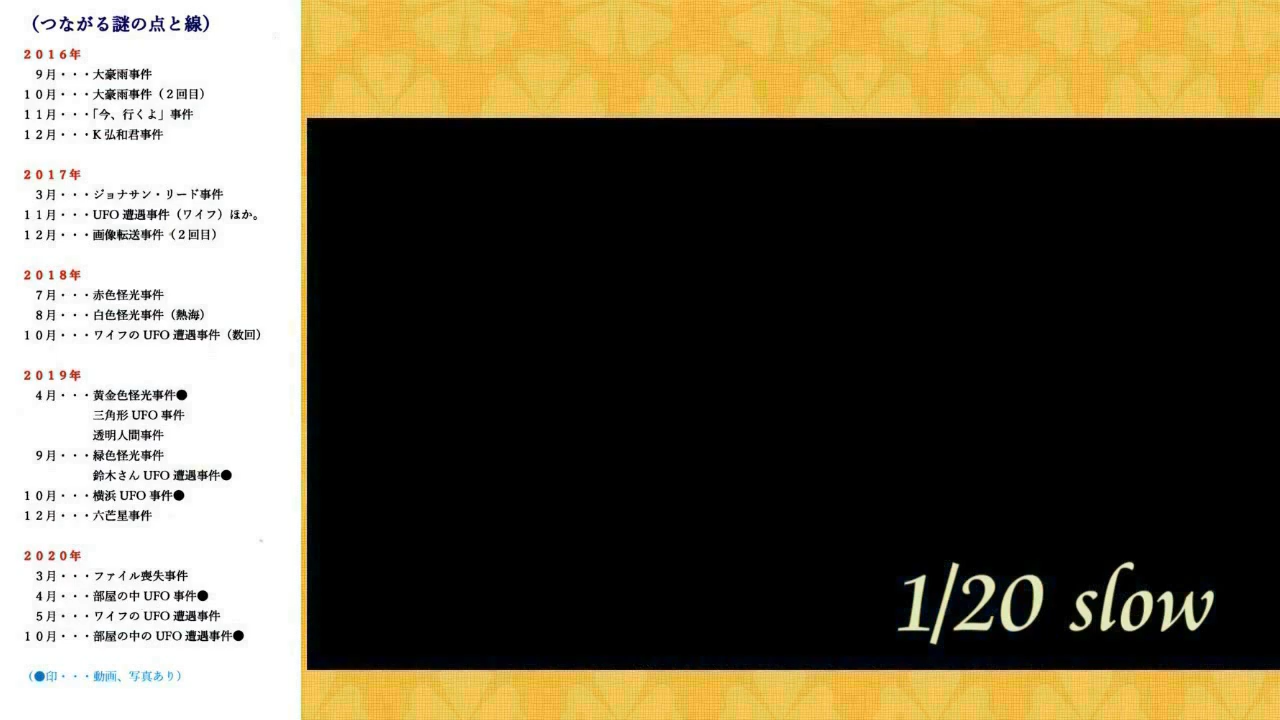 （つながる謎の点と線）
２０１６年
９月・・・大豪雨事件
１０月・・・大豪雨事件（２回目）
１１月・・・「今、行くよ」事件
１２月・・・K 弘和君事件
２０１７年
３月・・・ジョナサン・リード事件
１１月・・・UFO 遭遇事件（ワイフ）ほか。
１２月・・・画像転送事件（２回目）
２０１８年
７月・・・赤色怪光事件
８月・・・白色怪光事件（熱海）
１０月・・・ワイフの UFO 遭遇事件（数回）
２０１９年
４月・・・黄金色怪光事件●
三角形 UFO 事件
透明人間事件
９月・・・緑色怪光事件
鈴木さん UFO 遭遇事件●
１０月・・・横浜 UFO 事件●
１２月・・・六芒星事件
２０２０年
３月・・・ファイル喪失事件
４月・・・部屋の中 UFO 事件●
５月・・・ワイフの UFO 遭遇事件
１０月・・・部屋の中の UFO 遭遇事件●
（●印・・・動画、写真あり）
1/20 slow